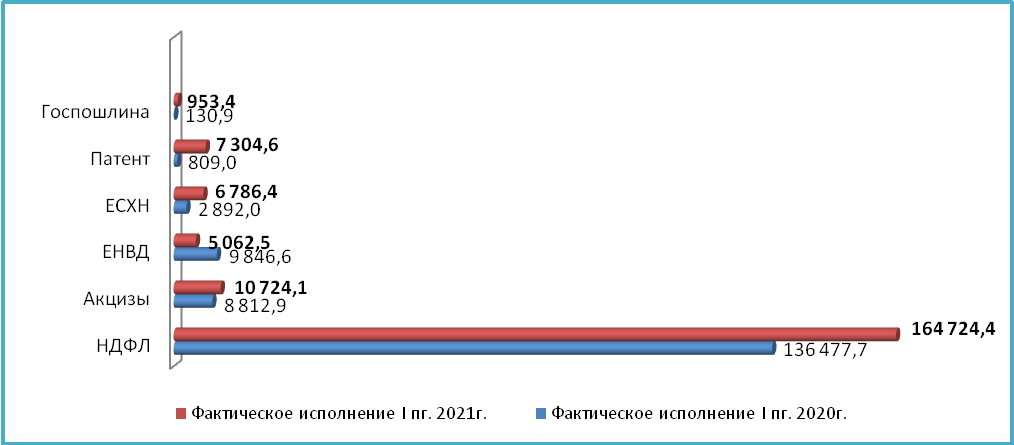 Госпошлина
953,4
130,9
Патент
7 304,6
809,0
ЕСХН
6 786,4
2 892,0
ЕНВД
5 062,5
9 846,6
Акцизы
10 724,1
8 812,9
НДФЛ
164 724,4
136 477,7
Фактическое исполнение I пг. 2021г.
Фактическое исполнение I пг. 2020г.